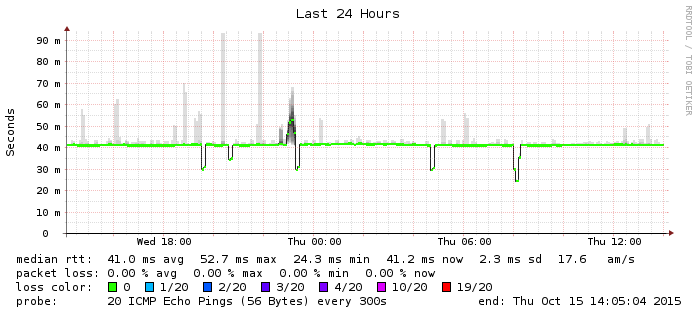 Last 24 Hours
RRDTOOL / TOBI OETIKER
Seconds
90 m
80 m
70 m
60 m
50 m
40 m
30 m
20 m
10 m
0
Wed 18:00 Thu 00:00 Thu 06:00 Thu 12:00
median rtt: 41.0 ms avg 52.7 ms max 24.3 ms min 41.2 ms now 2.3 ms sd 17.6 am/s
packet loss: 0.00 % avg 0.00 % max 0.00 % min 0.00 % now
loss color: 0 1/20 2/20 3/20 4/20 10/20 19/20
probe: 20 ICMP Echo Pings (56 Bytes) every 300s end: Thu Oct 15 14:05:04 2015